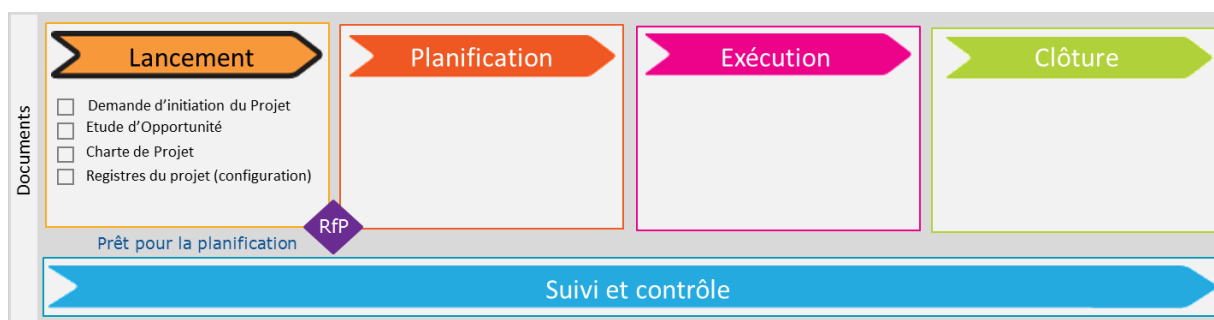 Documents
Lancement
Planification
Exécution
Clôture
Demande d’initiation du Projet
Etude d’Opportunité
Charte de Projet
Registres du projet (configuration)
RfP
Prêt pour la planification
Suivi et contrôle